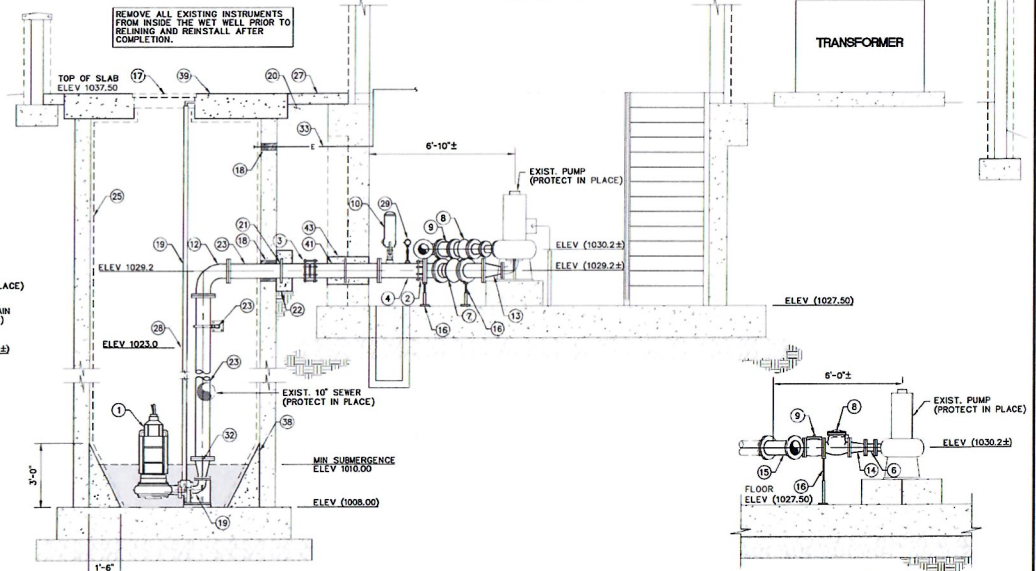 REMOVE ALL EXISTING INSTRUMENTS
FROM INSIDE THE WET WELL PRIOR TO
RELINING AND REINSTALL AFTER
COMPLETION.
TRANSFORMER
TOP OF SLAB
ELEV 1037.50
17
39
20
27
33
E
18
6'-10"±
EXIST. PUMP
(PROTECT IN PLACE)
25
19
12
23
18
21
3
43
41
10
29
9
8
ELEV (1030.2±)
ELEV (1029.2±)
ELEV 1029.2
22
4
2
7
13
16
16
ELEV (1027.50)
LACE)
AIN
)
±)
28
23
ELEV 1023.0
23
EXIST. 10" SEWER
(PROTECT IN PLACE)
1
32
38
3'-0"
MIN. SUBMERGENCE
ELEV 1010.00
19
ELEV (1008.00)
1'-6"
6'-0"±
EXIST. PUMP
(PROTECT IN PLACE)
9
8
ELEV (1030.2±)
15
14
6
16
FLOOR
ELEV (1027.50)